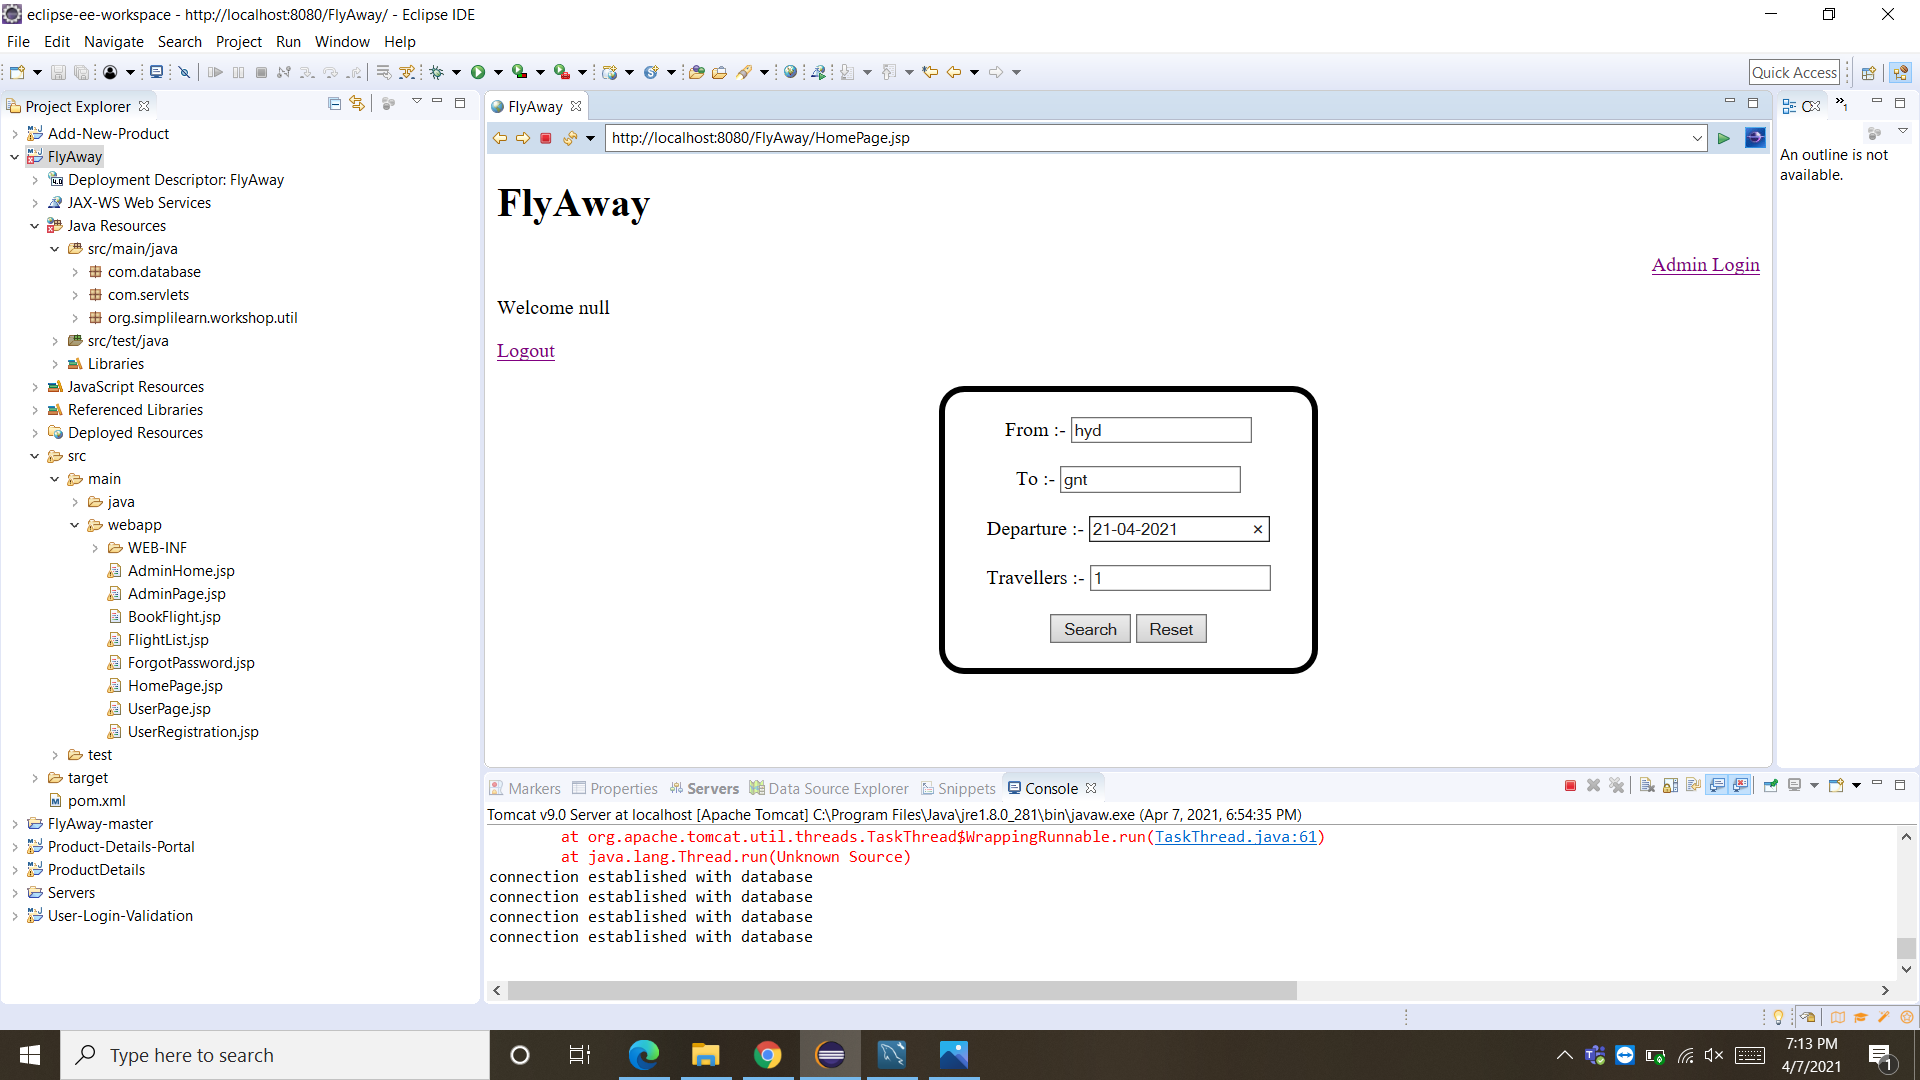 eclipse-ee-workspace - http://localhost:8080/FlyAway/ - Eclipse IDE
File Edit Navigate Search Project Run Window Help
Quick Access
Project Explorer
Add-New-Product
FlyAway
Deployment Descriptor: FlyAway
JAX-WS Web Services
Java Resources
src/main/java
com.database
com.servlets
org.simplilearn.workshop.util
src/test/java
Libraries
JavaScript Resources
Referenced Libraries
Deployed Resources
src
main
java
webapp
WEB-INF
AdminHome.jsp
AdminPage.jsp
BookFlight.jsp
FlightList.jsp
ForgotPassword.jsp
HomePage.jsp
UserPage.jsp
UserRegistration.jsp
test
target
pom.xml
FlyAway-master
Product-Details-Portal
ProductDetails
Servers
User-Login-Validation
FlyAway
http://localhost:8080/FlyAway/HomePage.jsp
FlyAway
Admin Login
Welcome null
Logout
From :- hyd
To :- gnt
Departure :- 21-04-2021
Travellers :- 1
Search Reset
An outline is not
available.
Markers Properties Servers Data Source Explorer Snippets Console
Tomcat v9.0 Server at localhost [Apache Tomcat] C:\Program Files\Java\jre1.8.0_281\bin\javaw.exe (Apr 7, 2021, 6:54:35 PM)
at org.apache.tomcat.util.threads.TaskThread$WrappingRunnable.run(TaskThread.java:61)
at java.lang.Thread.run(Unknown Source)
connection established with database
connection established with database
connection established with database
connection established with database
Type here to search
7:13 PM
4/7/2021
1